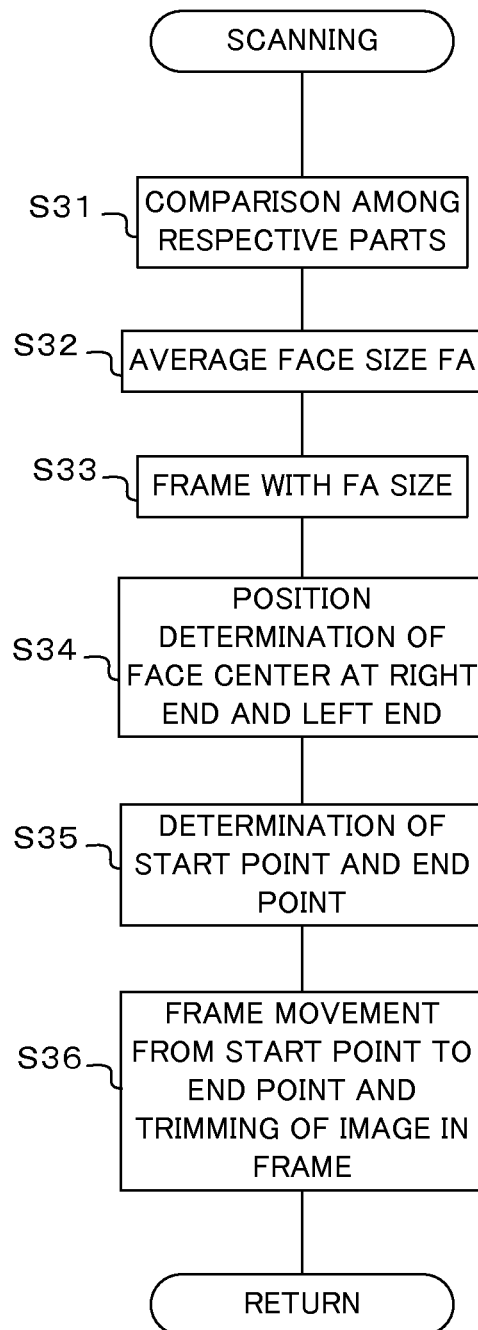 SCANNING
S31
COMPARISON AMONG
RESPECTIVE PARTS
S32
AVERAGE FACE SIZE FA
S33
FRAME WITH FA SIZE
S34
POSITION
DETERMINATION OF
FACE CENTER AT RIGHT
END AND LEFT END
S35
DETERMINATION OF
START POINT AND END
POINT
S36
FRAME MOVEMENT
FROM START POINT TO
END POINT AND
TRIMMING OF IMAGE IN
FRAME
RETURN